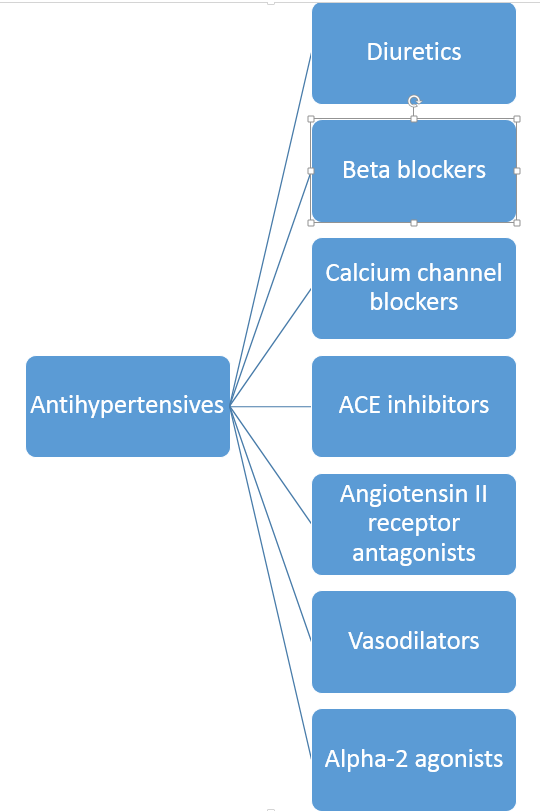 Diuretics
Beta blockers
Calcium channel
blockers
Antihypertensives
ACE inhibitors
Angiotensin II
receptor
antagonists
Vasodilators
Alpha-2 agonists